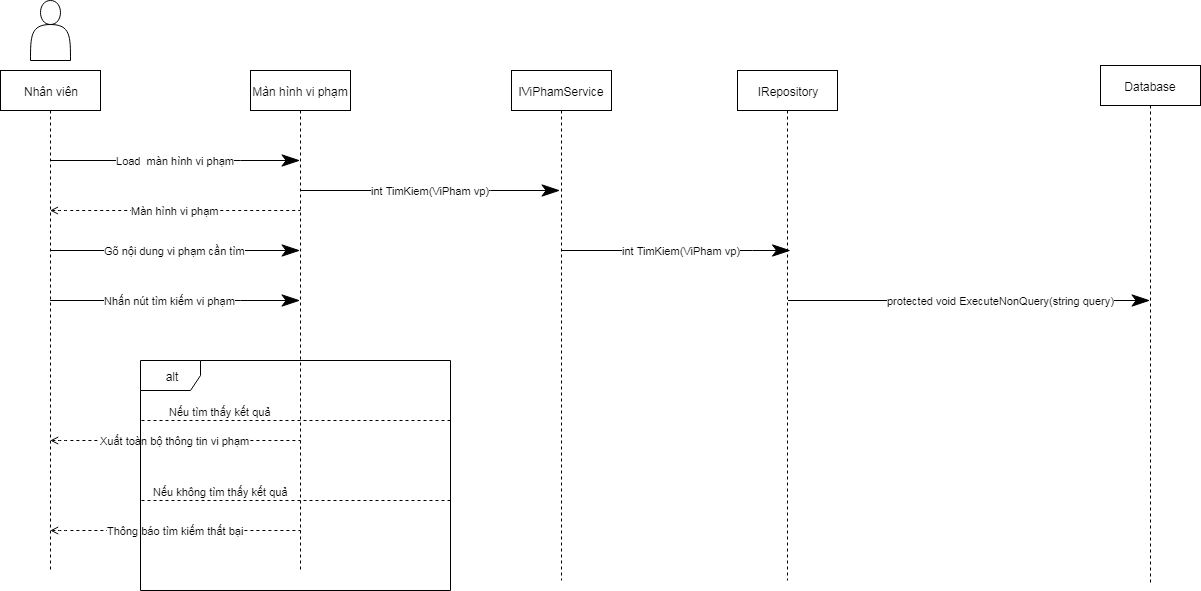 Nhân viên
Màn hình vi phạm
IViPhamService
IRepository
Database
Load màn hình vi phạm
int TimKiem(ViPham vp)
Màn hình vi phạm
Gõ nội dung vi phạm cần tìm
int TimKiem(ViPham vp)
Nhấn nút tìm kiếm vi phạm
protected void ExecuteNonQuery(string query)
alt
Nếu tìm thấy kết quả
Xuất toàn bộ thông tin vi phạm
Nếu không tìm thấy kết quả
Thông báo tìm kiếm thất bại